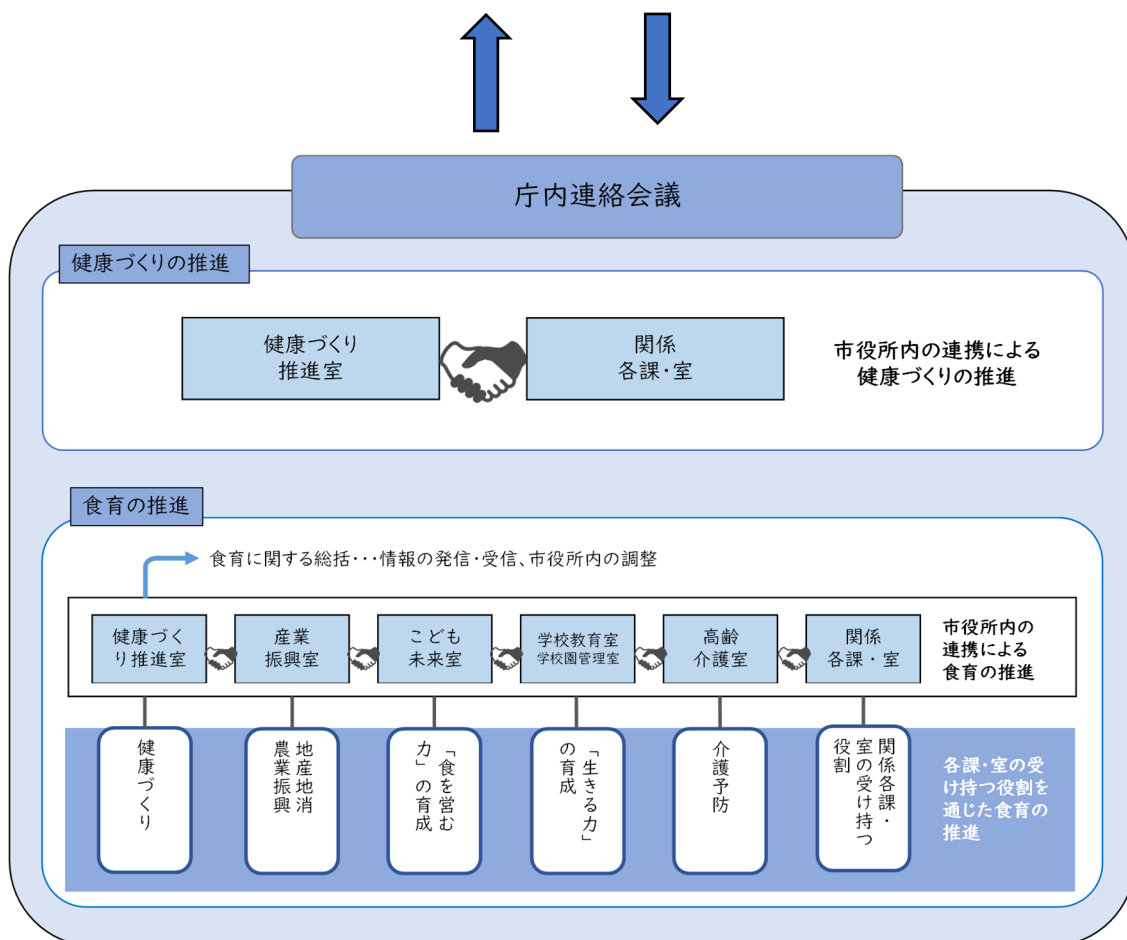 庁内連絡会議
健康づくりの推進
健康づくり
推進室
関係
各課・室
市役所内の連携による
健康づくりの推進
食育の推進
食育に関する総括・・・情報の発信・受信、市役所内の調整
健康づく
り推進室
産業
振興室
こども
未来室
学校教育室
学校園管理室
高齢
介護室
関係
各課・室
市役所内の
連携による
食育の推進
健康づくり
地産地消
農業振興
「食を営む
力」の育成
「生きる力」
の育成
介護予防
関係各課・
室の受け持つ
役割
各課・室の受
け持つ役割を
通じた食育の
推進